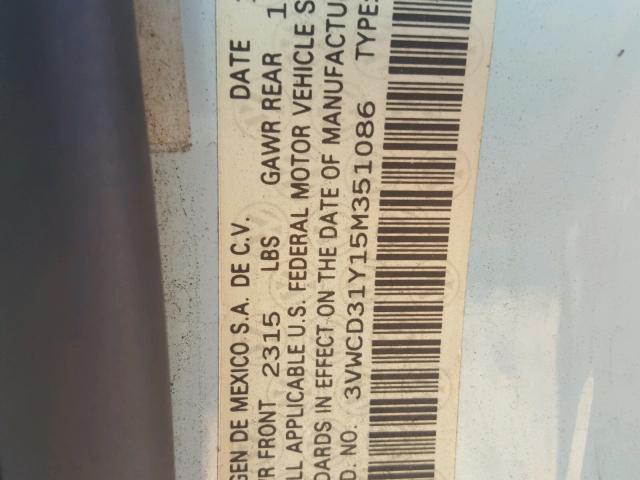 GEN DE MEXICO S.A. DE C.V. DATE
R FRONT 2315 LBS GAWR REAR 1
LL APPLICABLE U.S. FEDERAL MOTOR VEHICLE S
DARDS IN EFFECT ON THE DATE OF MANUFACTU
D. NO. 3VWCD31Y15M351086 TYPE: